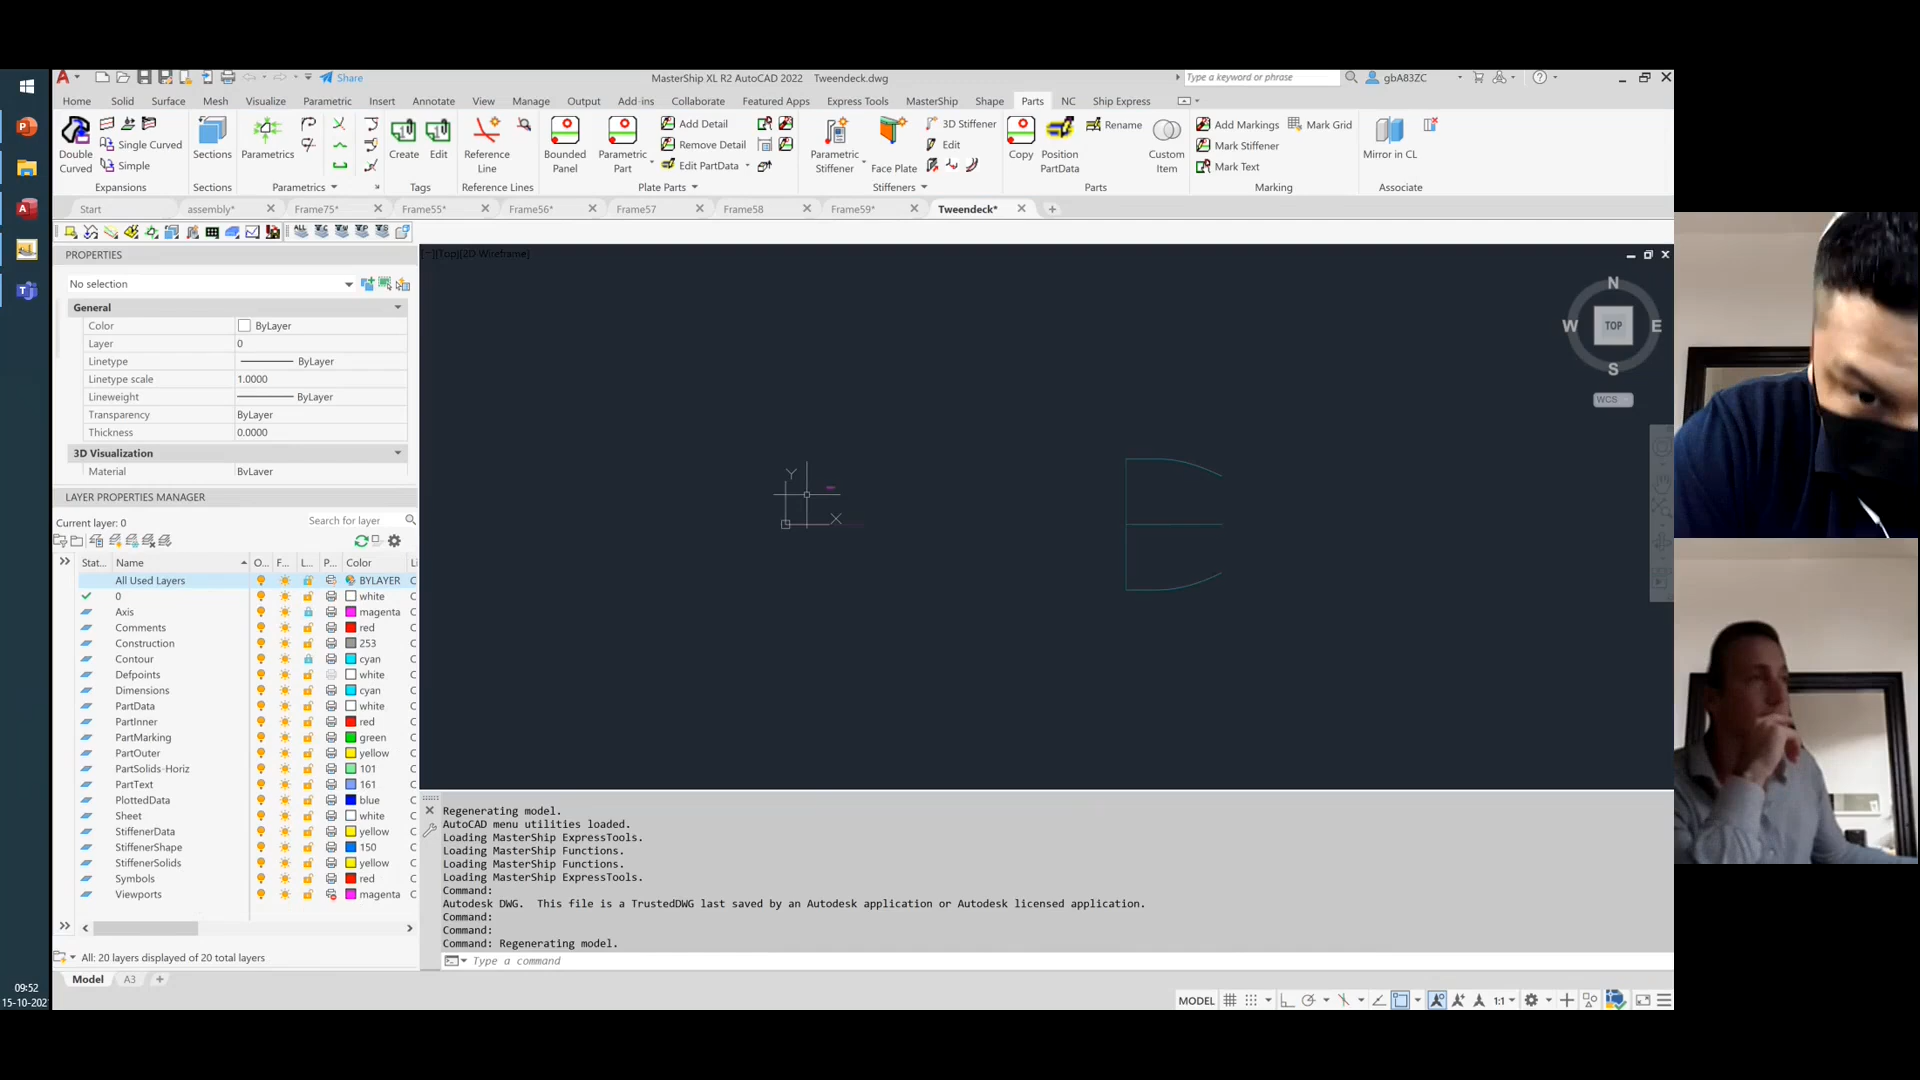 Share
MasterShip XL R2 AutoCAD 2022 Tweendeck.dwg
Type a keyword or phrase
gbA83ZC
Home Solid Surface Mesh Visualize Parametric Insert Annotate View Manage Output Add-ins Collaborate Featured Apps Express Tools MasterShip Shape Parts NC Ship Express
Double Curved
Single Curved
Simple
Expansions
Sections
Sections
Parametrics
Parametrics
Create
Edit
Tags
Reference Line
Reference Lines
Bounded Panel
Parametric Part
Add Detail
Remove Detail
Edit PartData
Plate Parts
Parametric Stiffener
Face Plate
3D Stiffener
Edit
Stiffeners
Copy
Position PartData
Rename
Custom Item
Parts
Add Markings
Mark Grid
Mark Stiffener
Mark Text
Marking
Mirror in CL
Associate
Start assembly* Frame75* Frame55* Frame56* Frame57 Frame58 Frame59* Tweendeck*
PROPERTIES
[−][Top][2D Wireframe]
No selection
General
Color ByLayer
Layer 0
Linetype ByLayer
Linetype scale 1.0000
Lineweight ByLayer
Transparency ByLayer
Thickness 0.0000
3D Visualization
Material ByLayer
N
W TOP E
S
WCS
Y
X
LAYER PROPERTIES MANAGER
Current layer: 0
Search for layer
Stat... Name O... F... L... P... Color Li
All Used Layers BYLAYER C
0 white C
Axis magenta C
Comments red C
Construction 253 C
Contour cyan C
Defpoints white C
Dimensions cyan C
PartData white C
PartInner red C
PartMarking green C
PartOuter yellow C
PartSolids-Horiz 101 C
PartText 161 C
PlottedData blue C
Sheet white C
StiffenerData yellow C
StiffenerShape 150 C
StiffenerSolids yellow C
Symbols red C
Viewports magenta C
All: 20 layers displayed of 20 total layers
Regenerating model.
AutoCAD menu utilities loaded.
Loading MasterShip ExpressTools.
Loading MasterShip Functions.
Loading MasterShip Functions.
Loading MasterShip ExpressTools.
Command:
Autodesk DWG. This file is a TrustedDWG last saved by an Autodesk application or Autodesk licensed application.
Command:
Command:
Command: Regenerating model.
Type a command
Model A3
MODEL 1:1
09:52
15-10-202